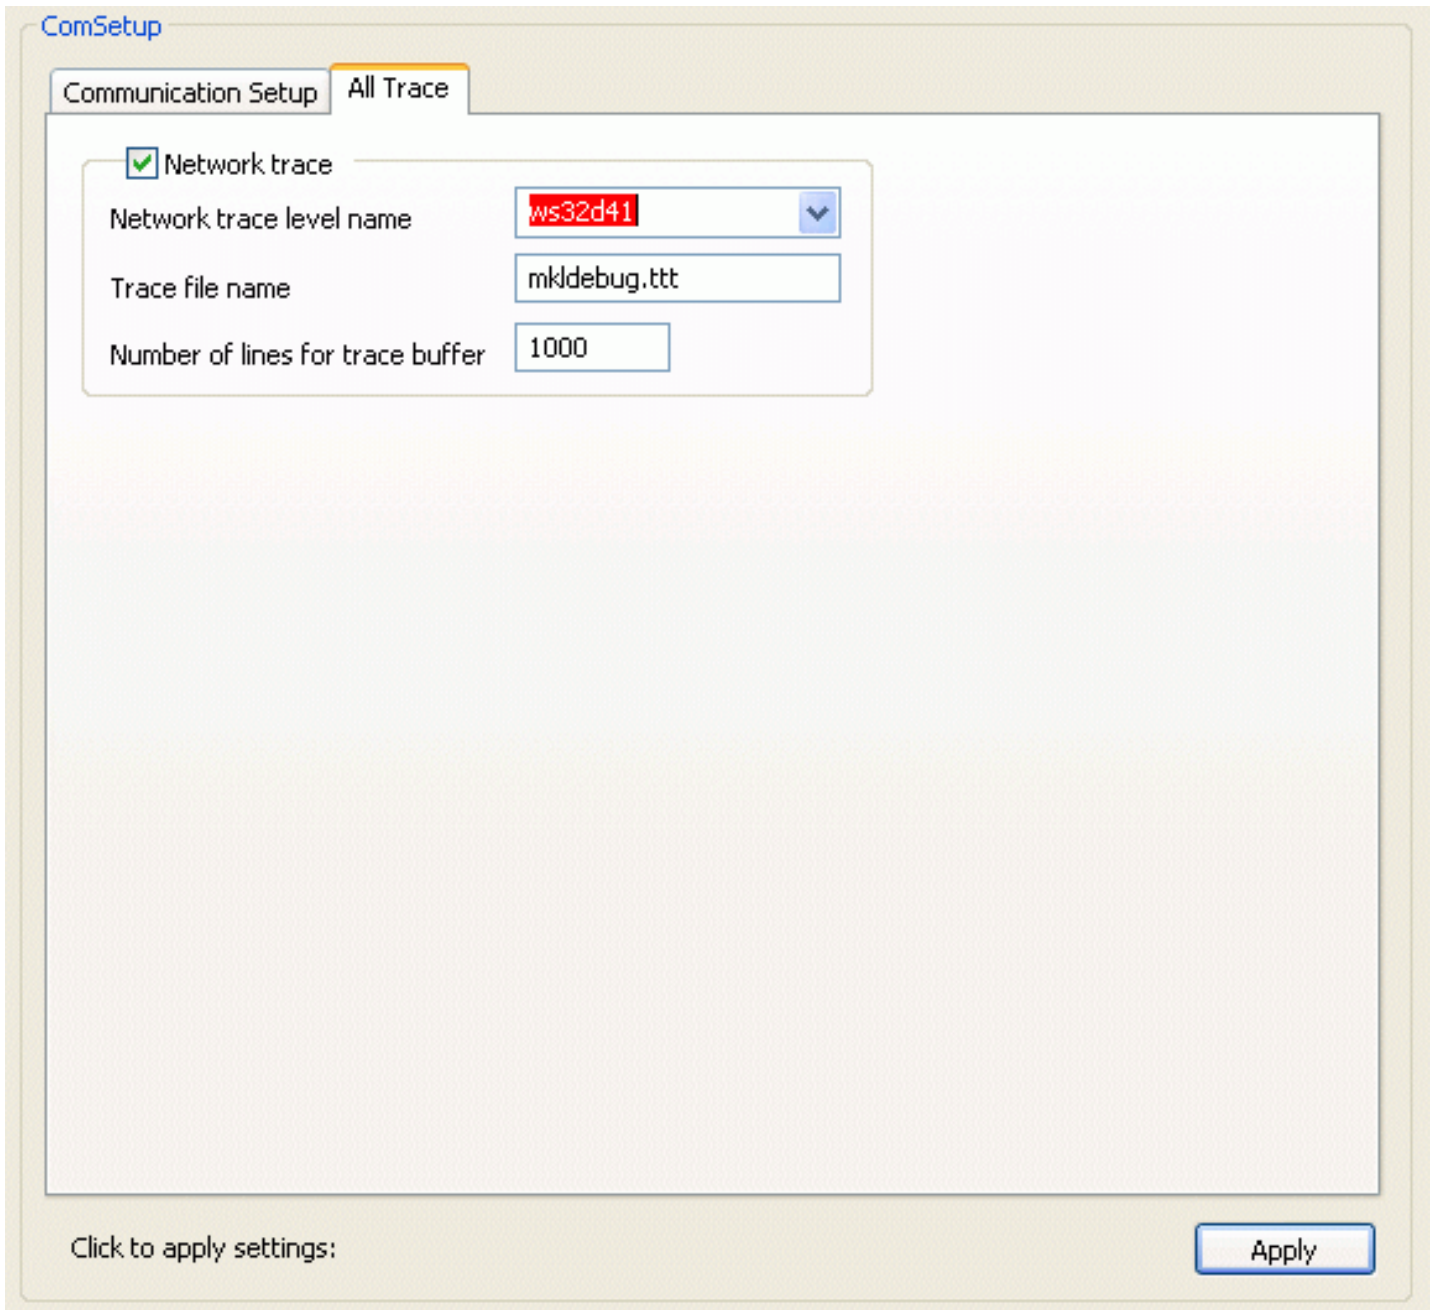 ComSetup
Communication Setup
All Trace
Network trace
Network trace level name
ws32d41
Trace file name
mkldebug.ttt
Number of lines for trace buffer
1000
Click to apply settings:
Apply